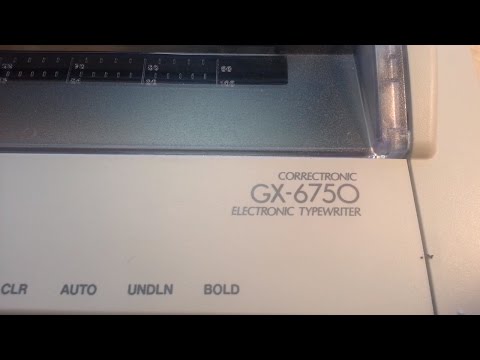 CORRECTRONIC
GX-6750
ELECTRONIC TYPEWRITER
CLR AUTO UNDLN BOLD